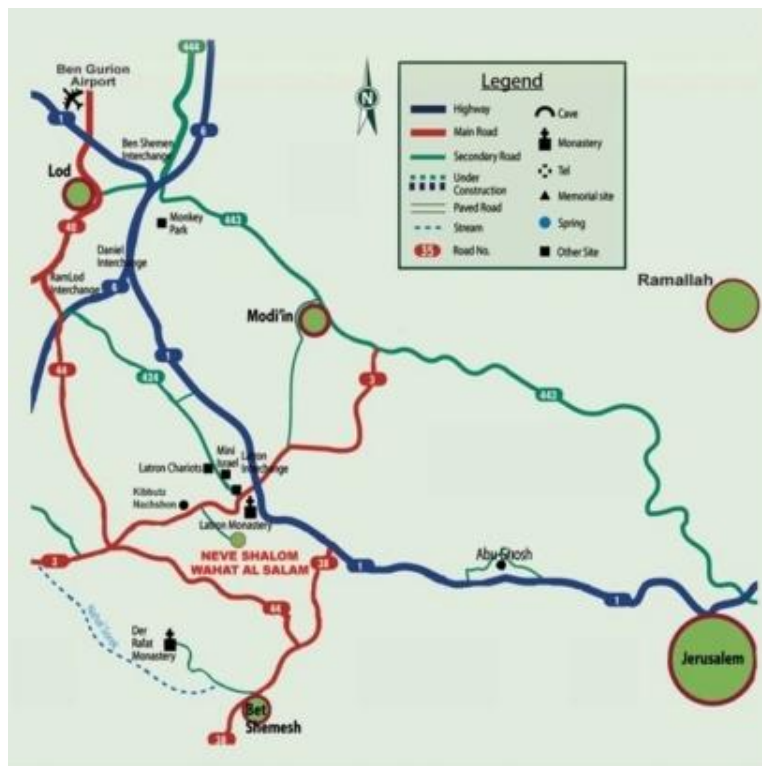 444
Ben Gurion
Airport
1
6
Ben Shemen
Interchange
Lod
40
Monkey
Park
443
Daniel
Interchange
RamLod
Interchange
6
Modi'in
Ramallah
Legend
Highway
Main Road
Secondery Road
Under
Construction
Paved Road
Stream
35
Road No.
Cave
Monastery
Tel
Memorial site
Spring
Other Site
N
1
44
424
3
443
Mini
Israel
Latron
Interchange
Latron Chariots
Kibbutz
Nachshon
Latron Monastery
NEVE SHALOM
WAHAT AL SALAM
3
38
1
Abu Ghosh
1
44
Der
Rafat
Monastery
Jerusalem
Bet
Shemesh
38